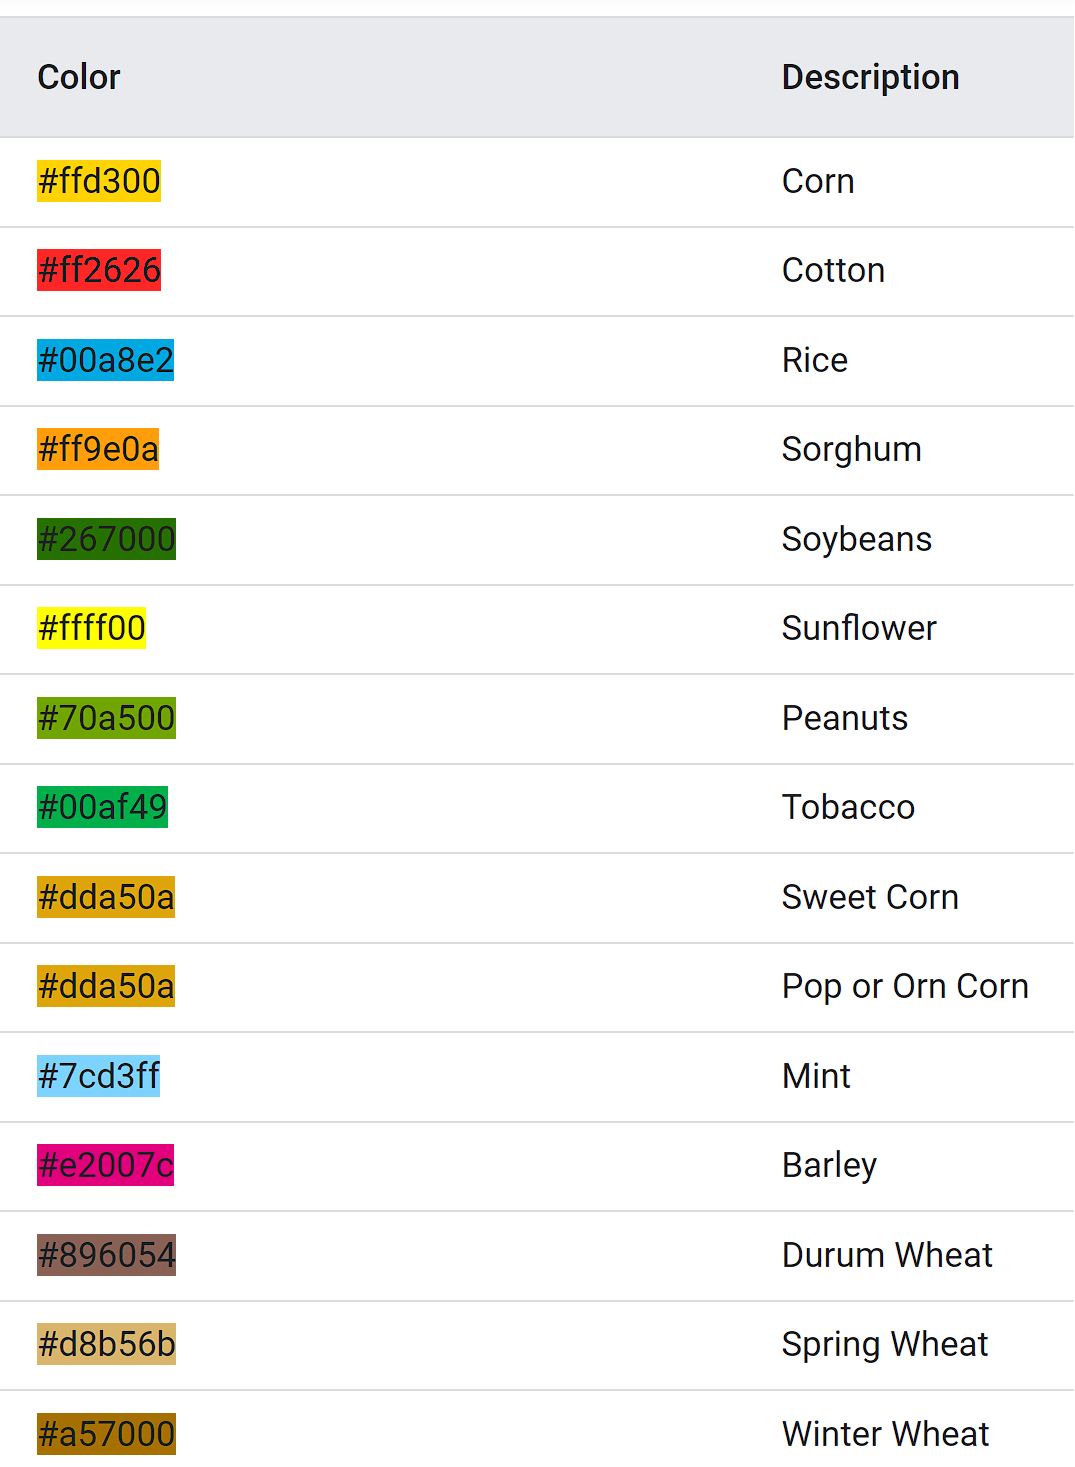 Color Description
#ffd300 Corn
#ff2626 Cotton
#00a8e2 Rice
#ff9e0a Sorghum
#267000 Soybeans
#ffff00 Sunflower
#70a500 Peanuts
#00af49 Tobacco
#dda50a Sweet Corn
#dda50a Pop or Orn Corn
#7cd3ff Mint
#e2007c Barley
#896054 Durum Wheat
#d8b56b Spring Wheat
#a57000 Winter Wheat